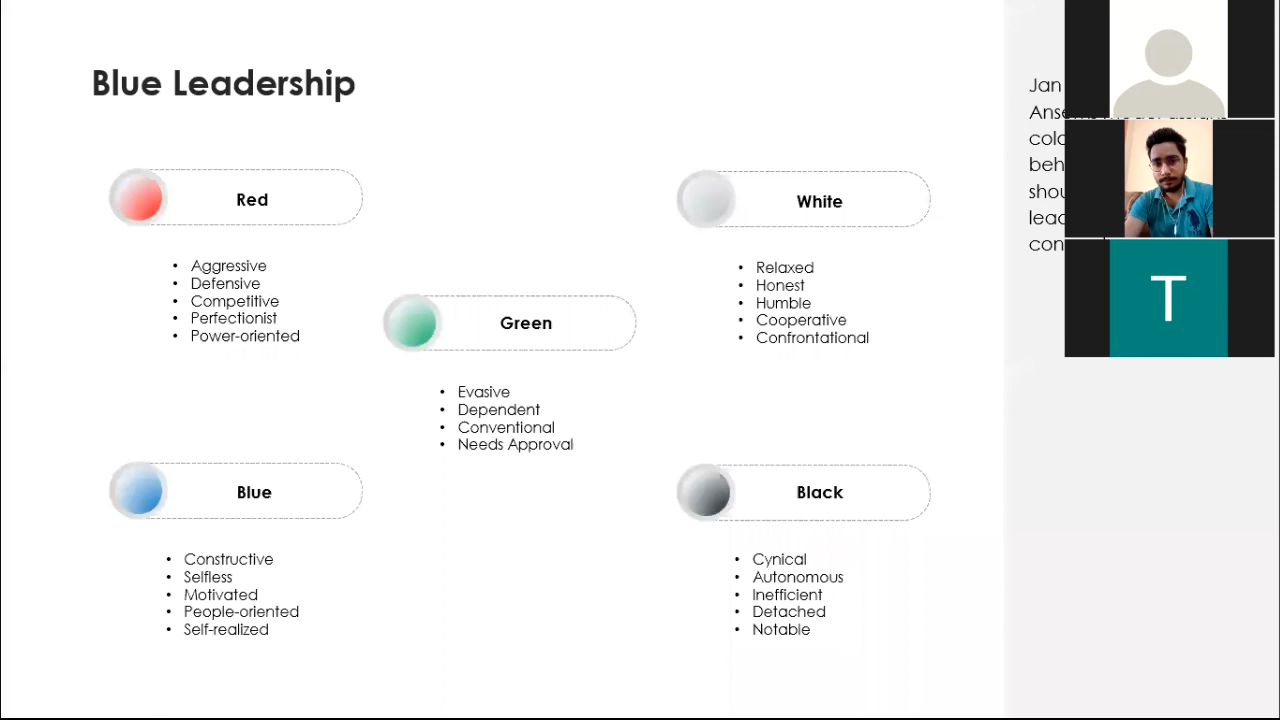 Blue Leadership
Red
Aggressive
Defensive
Competitive
Perfectionist
Power-oriented
White
Relaxed
Honest
Humble
Cooperative
Confrontational
Green
Evasive
Dependent
Conventional
Needs Approval
Blue
Constructive
Selfless
Motivated
People-oriented
Self-realized
Black
Cynical
Autonomous
Inefficient
Detached
Notable
Jan
T